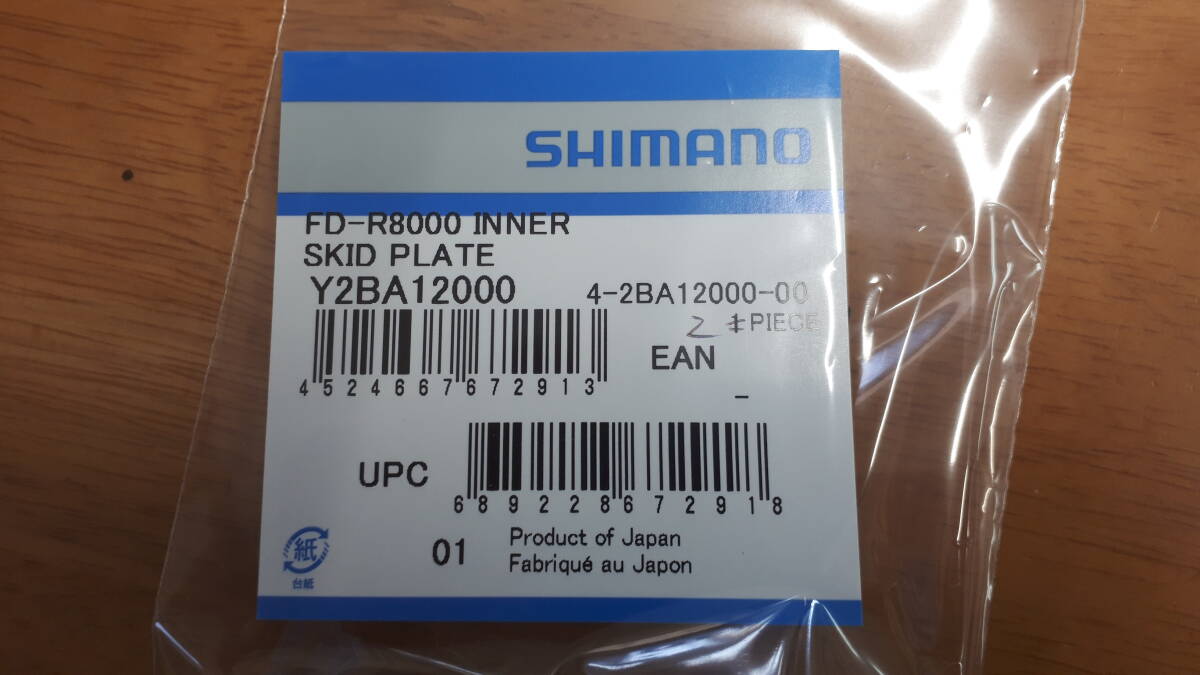 SHIMANO
FD-R8000 INNER
SKID PLATE
Y2BA12000 4-2BA12000-00
2 PIECE
4524667672913
EAN
UPC
689228672918
紙
台紙
01
Product of Japan
Fabriqué au Japon